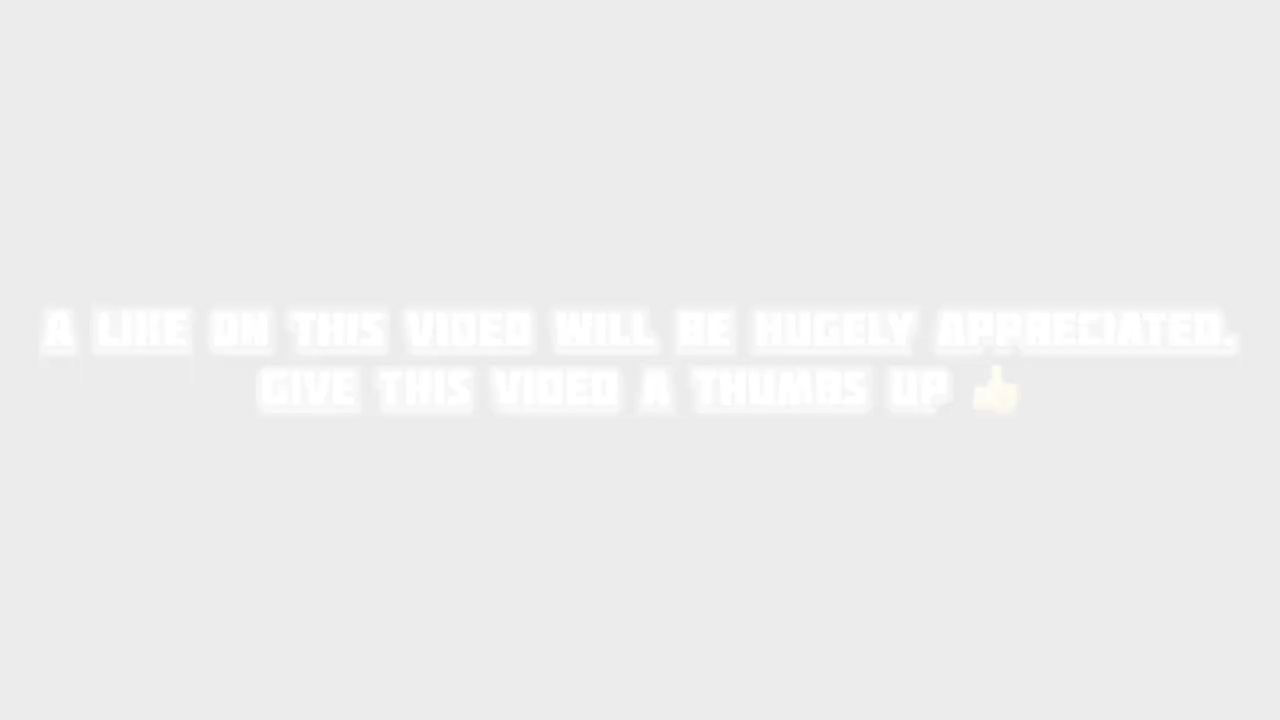 A LIKE ON THIS VIDEO WILL BE HUGELY APPRECIATED.
GIVE THIS VIDEO A THUMBS UP 👍